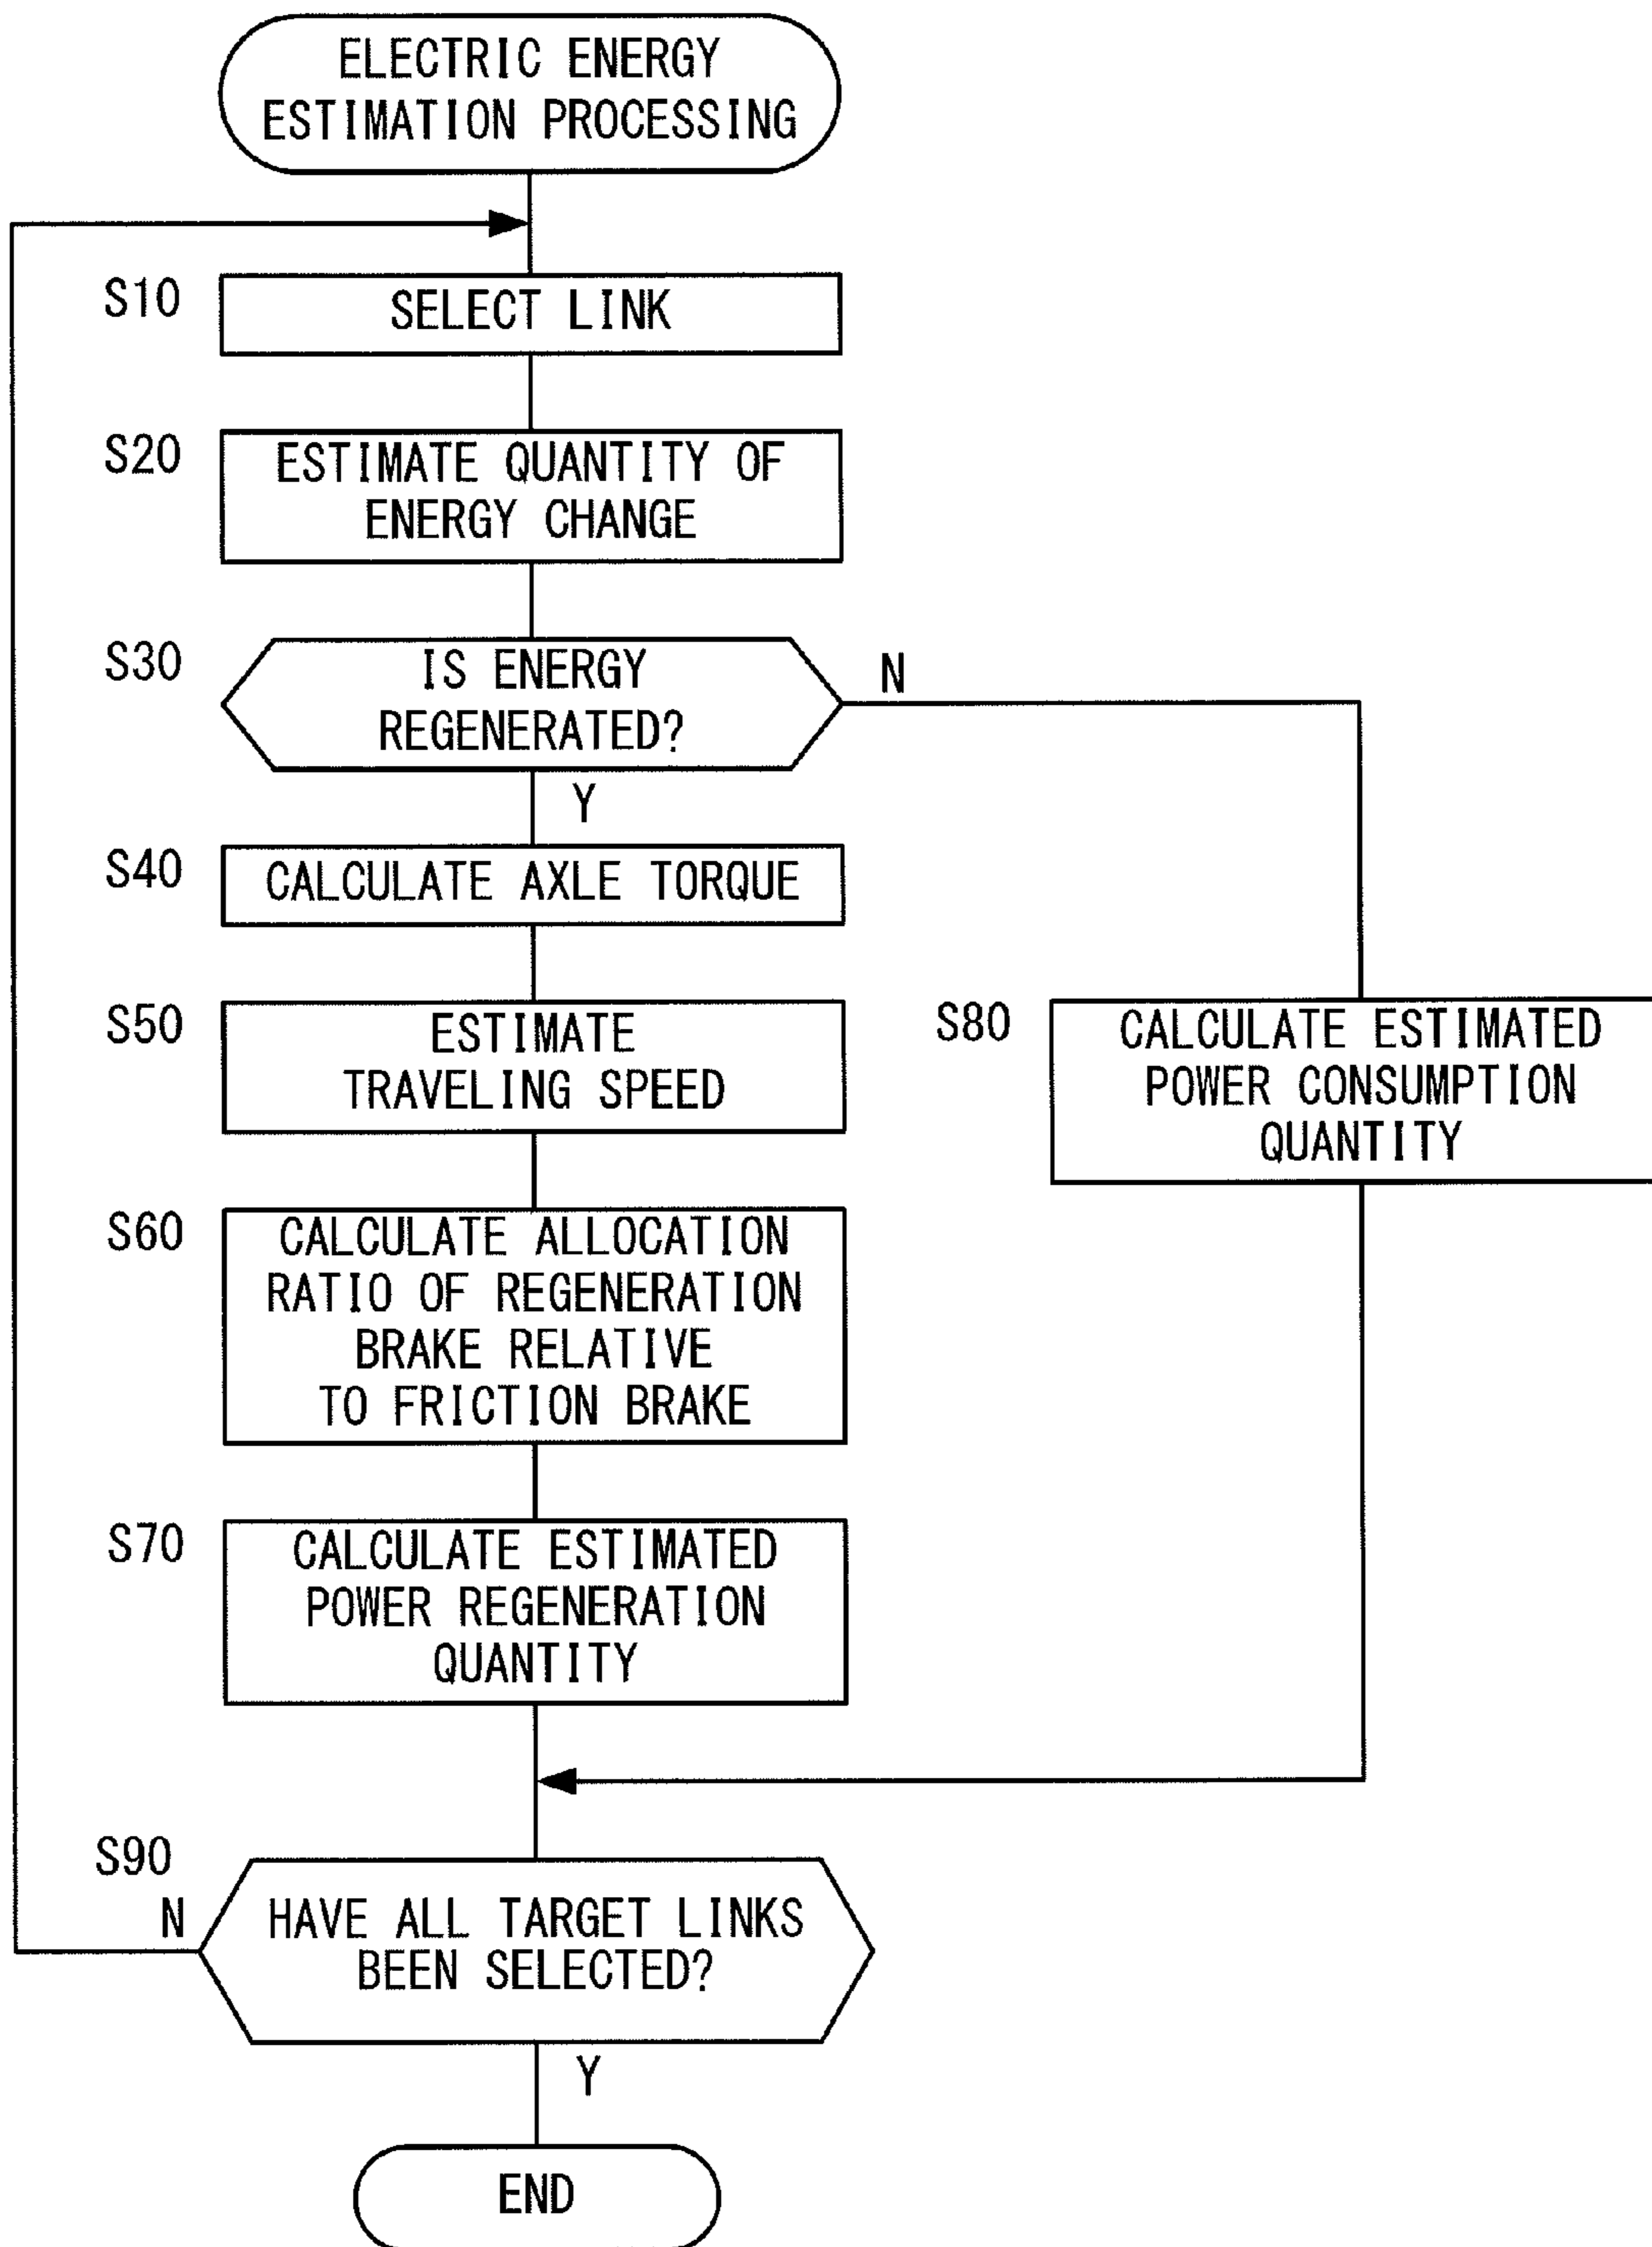 ELECTRIC ENERGY
ESTIMATION PROCESSING
S10
SELECT LINK
S20
ESTIMATE QUANTITY OF
ENERGY CHANGE
S30
IS ENERGY
REGENERATED?
N
Y
S40
CALCULATE AXLE TORQUE
S50
ESTIMATE
TRAVELING SPEED
S80
CALCULATE ESTIMATED
POWER CONSUMPTION
QUANTITY
S60
CALCULATE ALLOCATION
RATIO OF REGENERATION
BRAKE RELATIVE
TO FRICTION BRAKE
S70
CALCULATE ESTIMATED
POWER REGENERATION
QUANTITY
S90
N
HAVE ALL TARGET LINKS
BEEN SELECTED?
Y
END